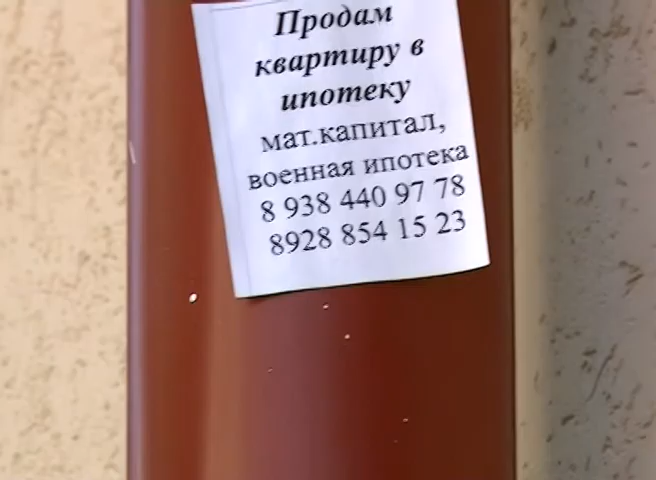 Продам
квартиру в
ипотеку
мат.капитал,
военная ипотека
8 938 440 97 78
8928 854 15 23